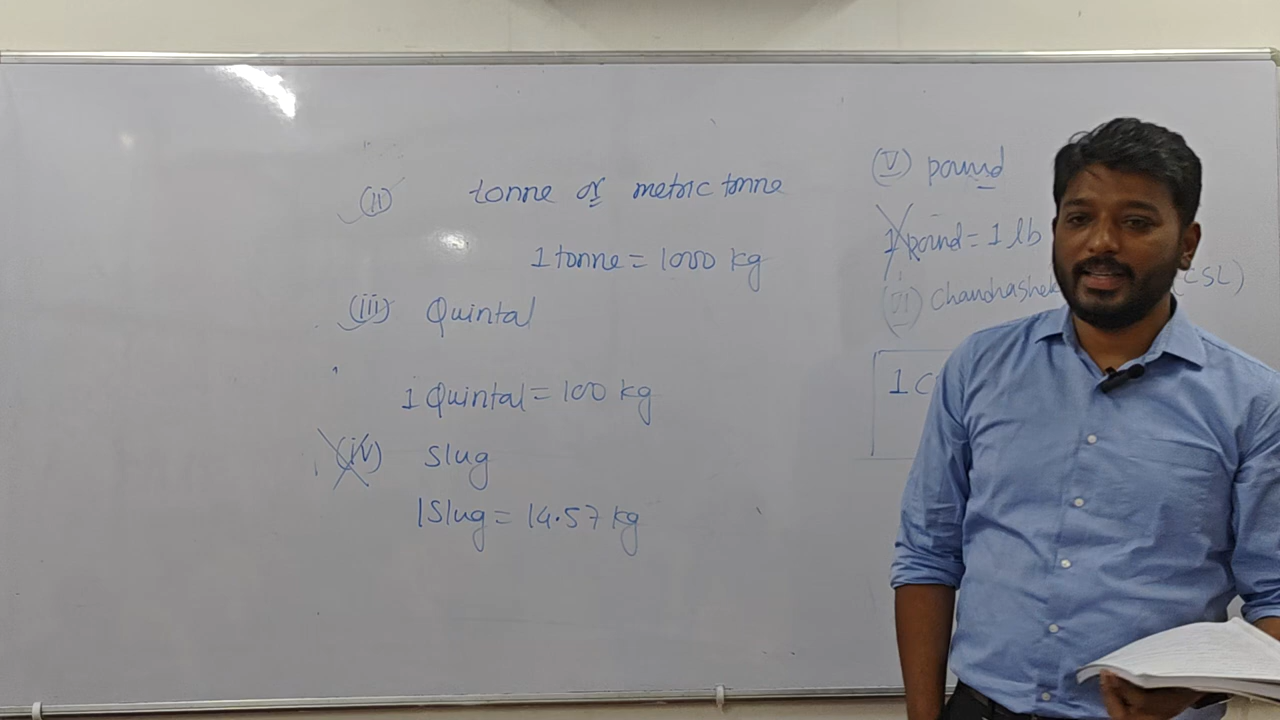 (ii) tonne or metric tonne
1 tonne = 1000 kg
(iii) Quintal
1 Quintal = 100 kg
(iv) Slug
1 Slug = 14.57 kg
(V) pound
1 pound = 1 lb
(VI) Chandrashek (CSL)
1 C